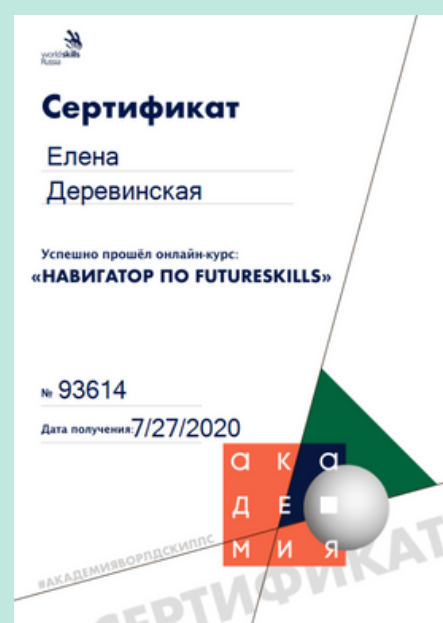 worldskills
Russia
Сертификат
Елена
Деревинская
Успешно прошёл онлайн-курс:
«НАВИГАТОР ПО FUTURESKILLS»
№ 93614
Дата получения: 7/27/2020
а к а
д е
м и я
#АКАДЕМИЯВОРЛДСКИЛЛС
СЕРТИФИКАТ